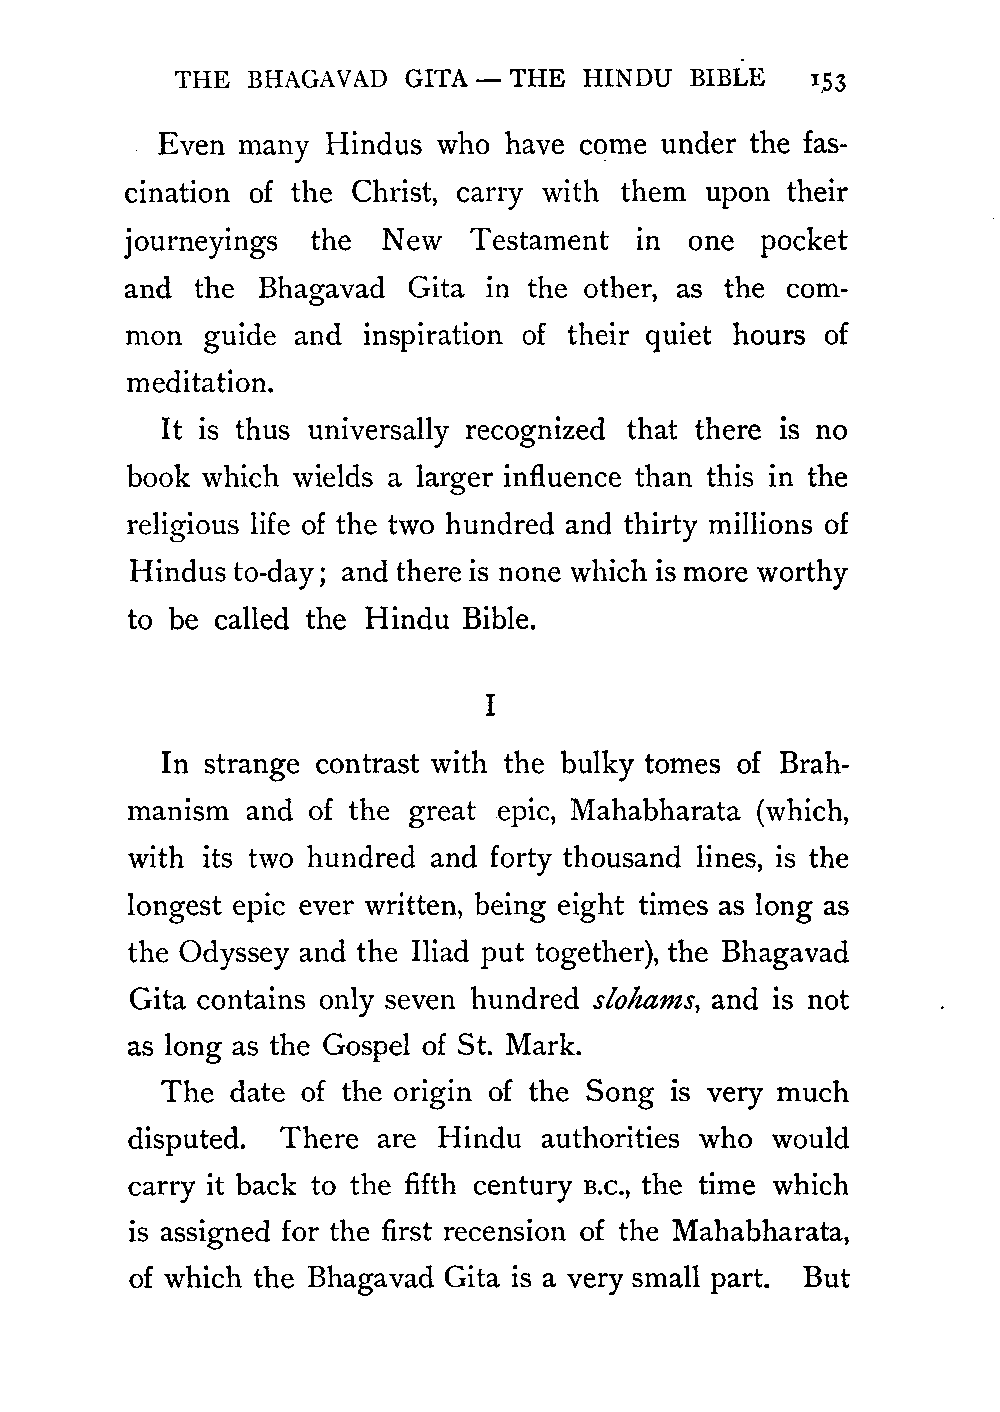 THE BHAGAVAD GITA — THE HINDU BIBLE 153
Even many Hindus who have come under the fas-
cination of the Christ, carry with them upon their
journeyings the New Testament in one pocket
and the Bhagavad Gita in the other, as the com-
mon guide and inspiration of their quiet hours of
meditation.
It is thus universally recognized that there is no
book which wields a larger influence than this in the
religious life of the two hundred and thirty millions of
Hindus to-day; and there is none which is more worthy
to be called the Hindu Bible.
I
In strange contrast with the bulky tomes of Brah-
manism and of the great epic, Mahabharata (which,
with its two hundred and forty thousand lines, is the
longest epic ever written, being eight times as long as
the Odyssey and the Iliad put together), the Bhagavad
Gita contains only seven hundred slohams, and is not
as long as the Gospel of St. Mark.
The date of the origin of the Song is very much
disputed. There are Hindu authorities who would
carry it back to the fifth century B.C., the time which
is assigned for the first recension of the Mahabharata,
of which the Bhagavad Gita is a very small part. But